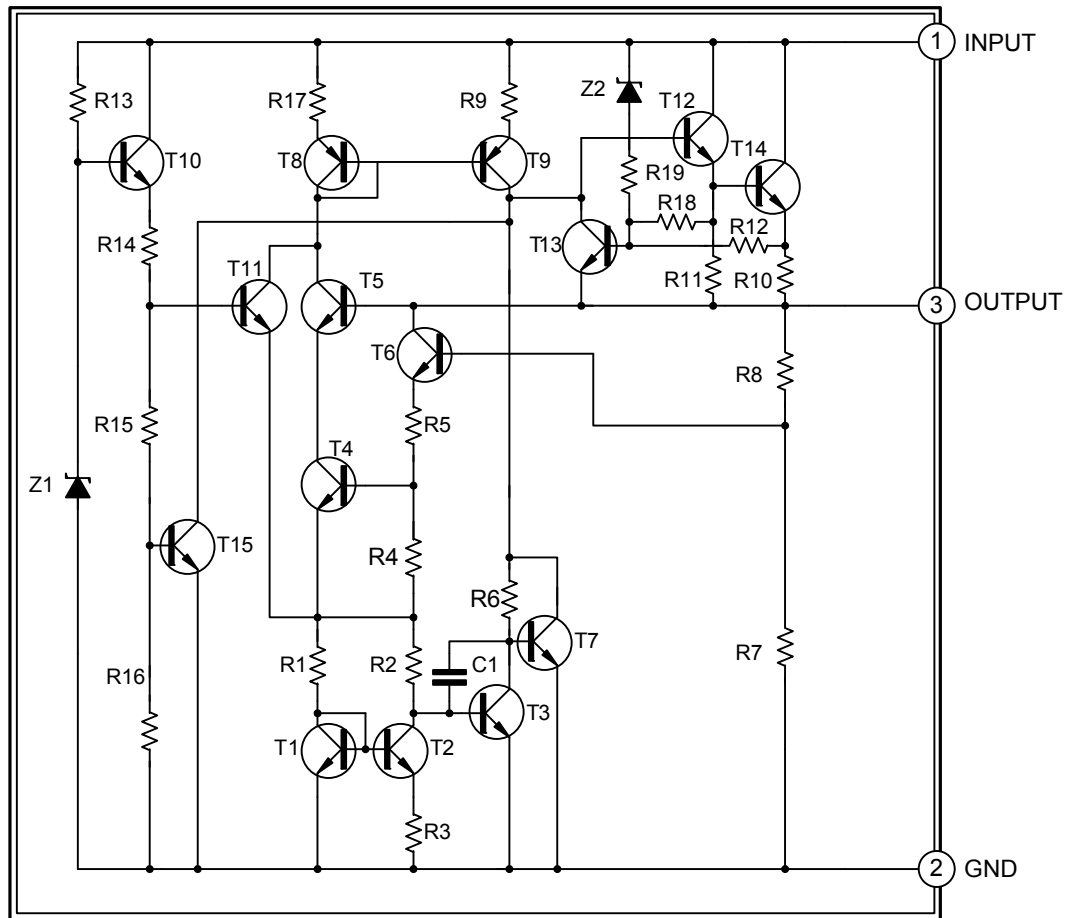 1 INPUT
R13
R17
R9
Z2
T12
T10
T8
T9
T14
R19
R18
R12
R14
T13
T11
T5
R11
R10
3 OUTPUT
T6
R8
R15
R5
T4
Z1
T15
R4
R6
R1
R2
C1
T7
R7
R16
T3
T1
T2
R3
2 GND